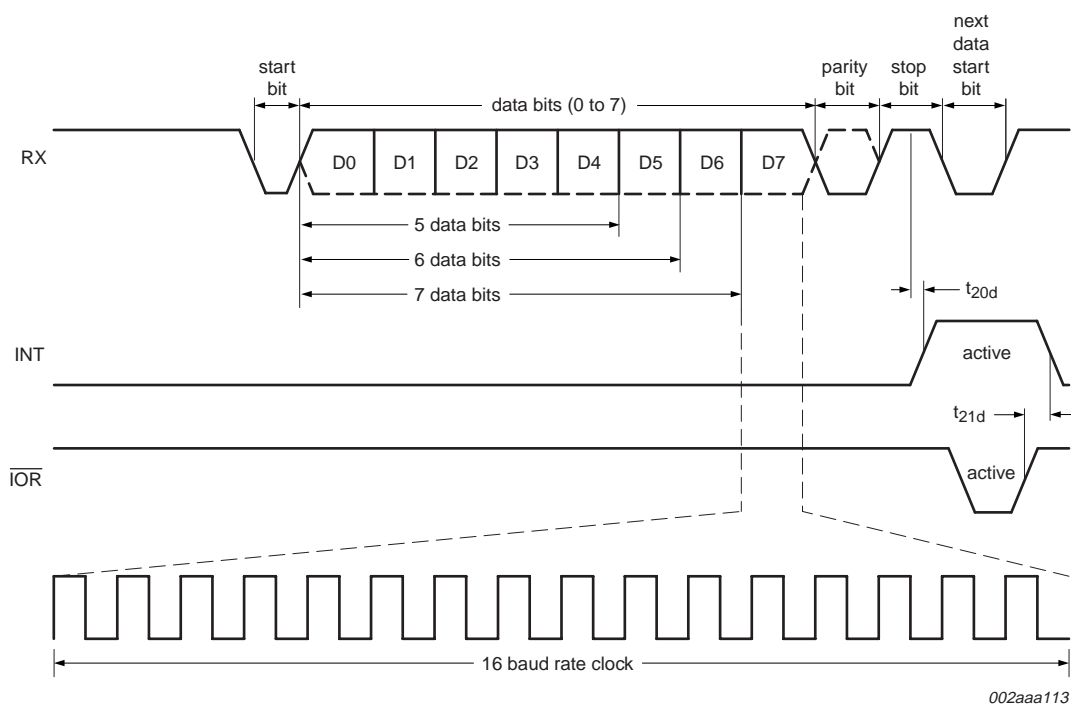 next
data
start
bit
start
bit
parity
bit
stop
bit
data bits (0 to 7)
RX
D0 D1 D2 D3 D4 D5 D6 D7
5 data bits
6 data bits
7 data bits
t20d
INT
active
t21d
IOR
active
16 baud rate clock
002aaa113